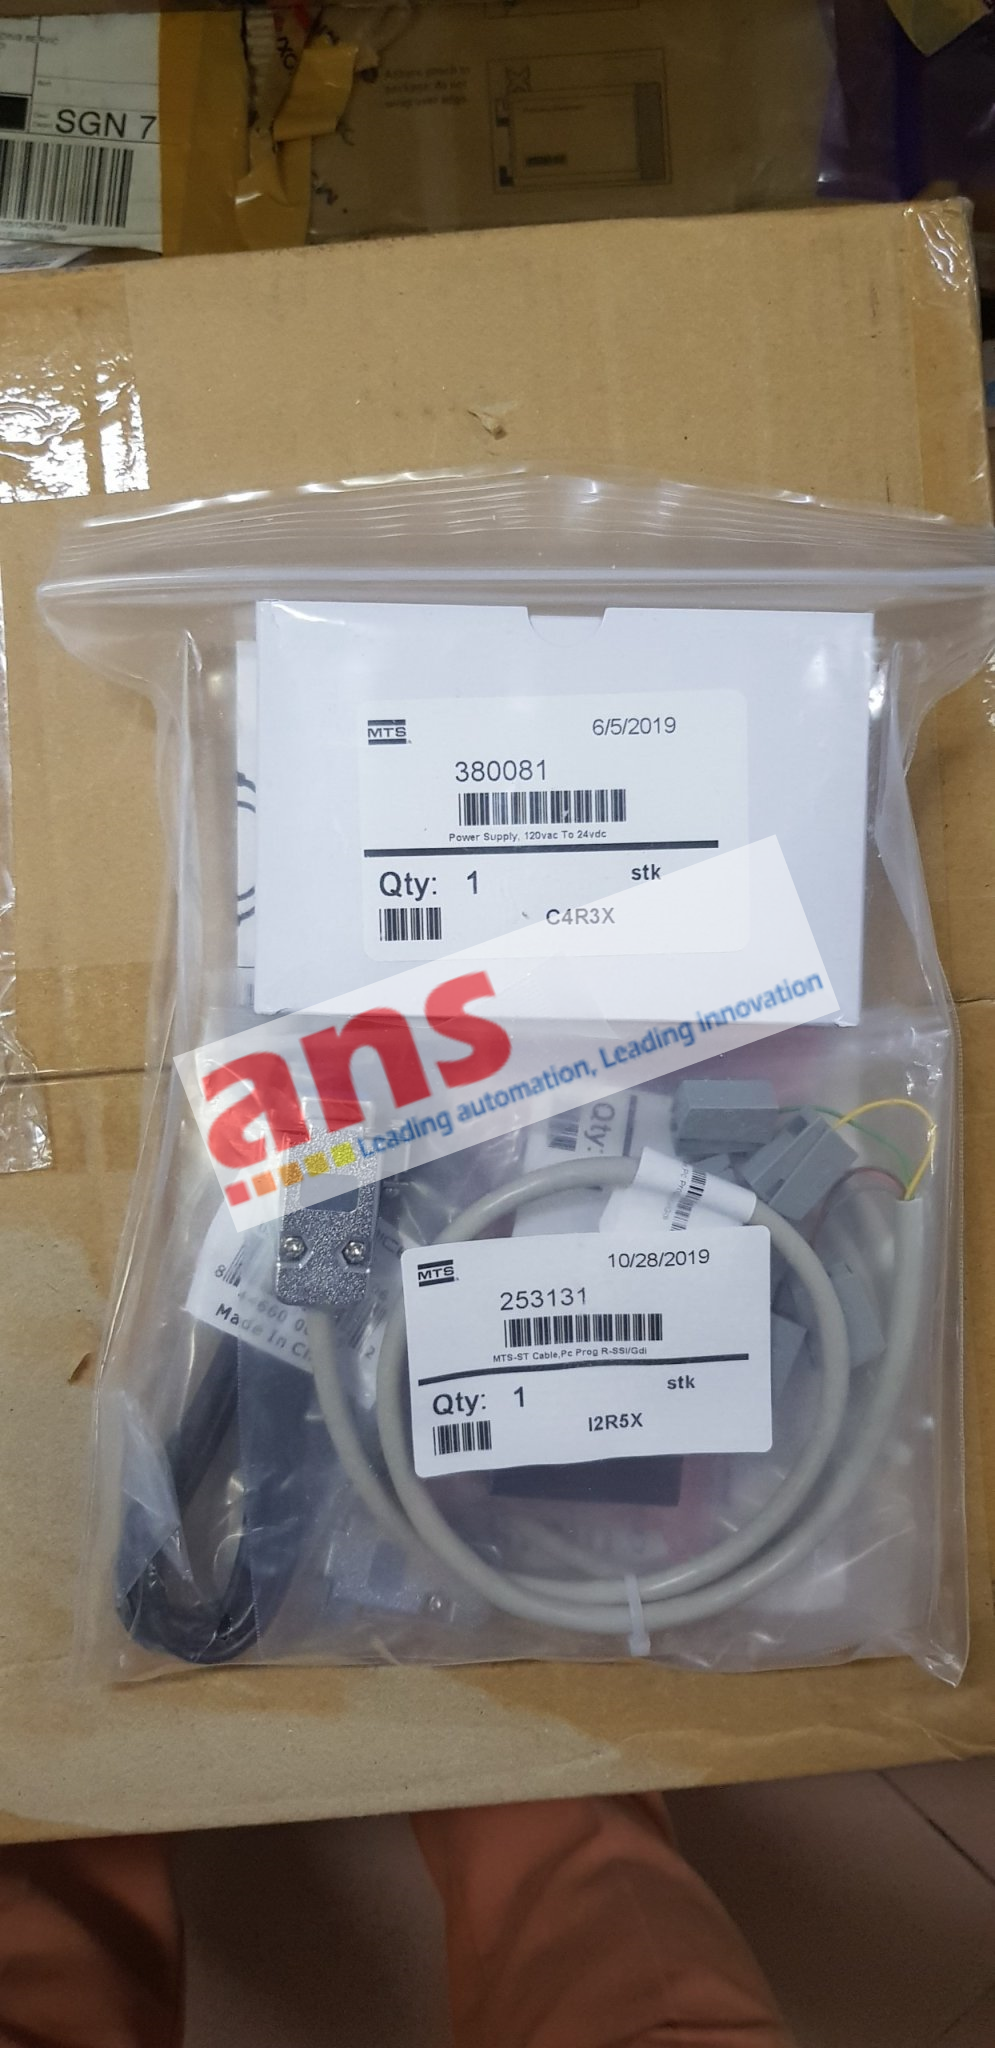 SGN 7
MTS
6/5/2019
380081
Power Supply, 120vac To 24vdc
Qty: 1
stk
C4R3X
ans
Leading automation, Leading innovation
Qty:
MTS
10/28/2019
253131
MTS-ST Cable,Pc Prog R-SSI/Gdi
Qty: 1
stk
I2R5X
Made In